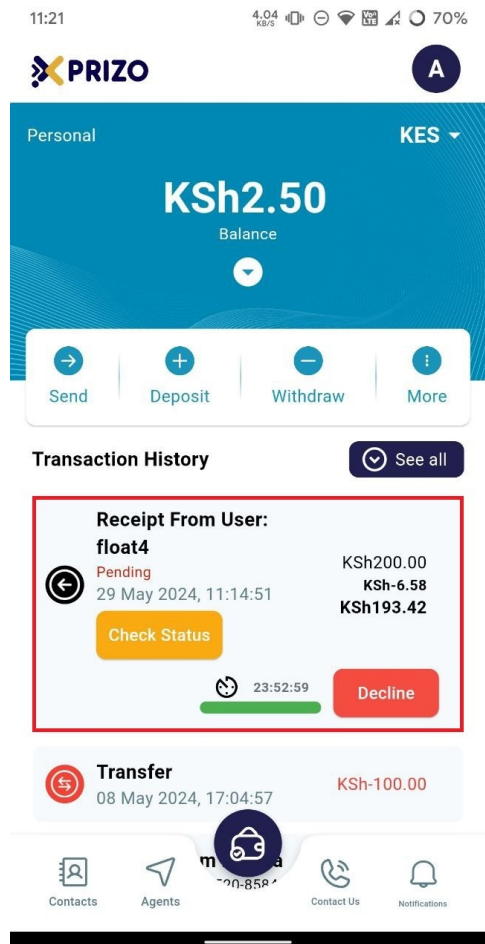 11:21 4.04 KB/S Vo LTE 70%
PRIZO A
Personal KES
KSh2.50
Balance
Send Deposit Withdraw More
Transaction History See all
Receipt From User:
float4
Pending
29 May 2024, 11:14:51
KSh200.00
KSh-6.58
KSh193.42
Check Status
23:52:59 Decline
Transfer KSh-100.00
08 May 2024, 17:04:57
Contacts Agents Contact Us Notifications